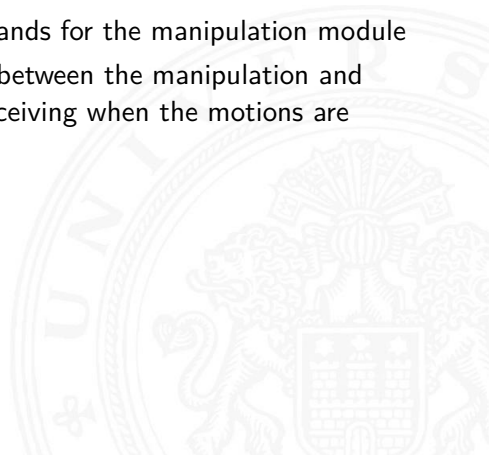 ands for the manipulation module
between the manipulation and
ceiving when the motions are
U N I V E R S